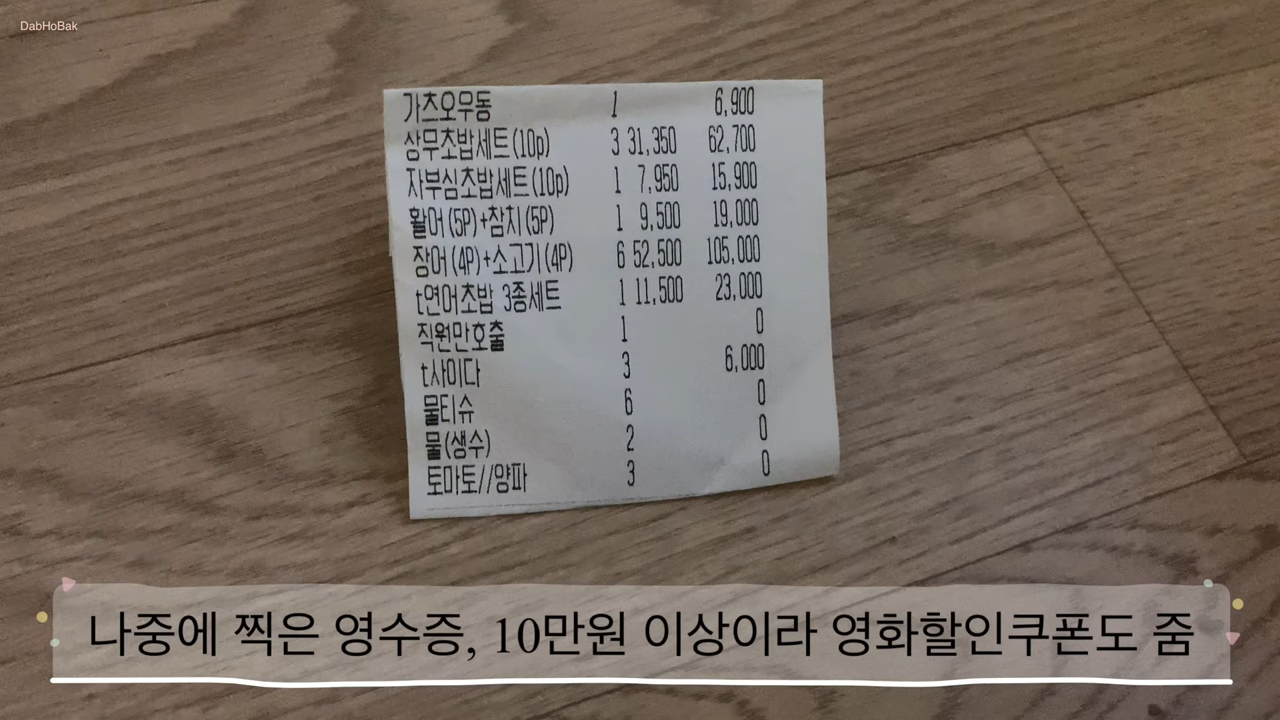 DabHoBak
가츠오우동 1 6,900
상무초밥세트(10p) 3 31,350 62,700
자부심초밥세트(10p) 1 7,950 15,900
활어(5P)+참치(5P) 1 9,500 19,000
장어(4P)+소고기(4P) 6 52,500 105,000
t연어초밥 3종세트 1 11,500 23,000
직원만호출 1 0
t사이다 3 6,000
물티슈 6 0
물(생수) 2 0
토마토//양파 3 0
나중에 찍은 영수증, 10만원 이상이라 영화할인쿠폰도 줌